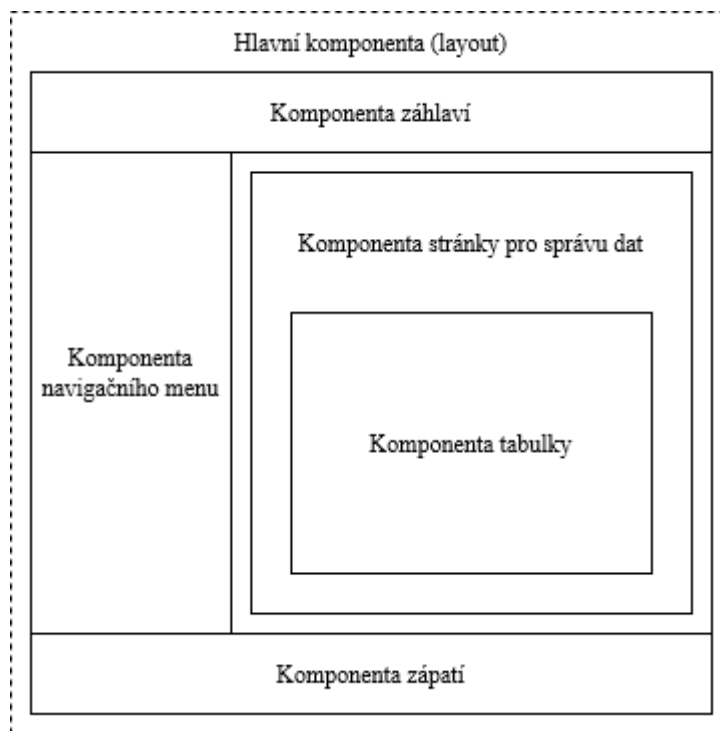 Hlavní komponenta (layout)
Komponenta záhlaví
Komponenta stránky pro správu dat
Komponenta
navigačního menu
Komponenta tabulky
Komponenta zápatí